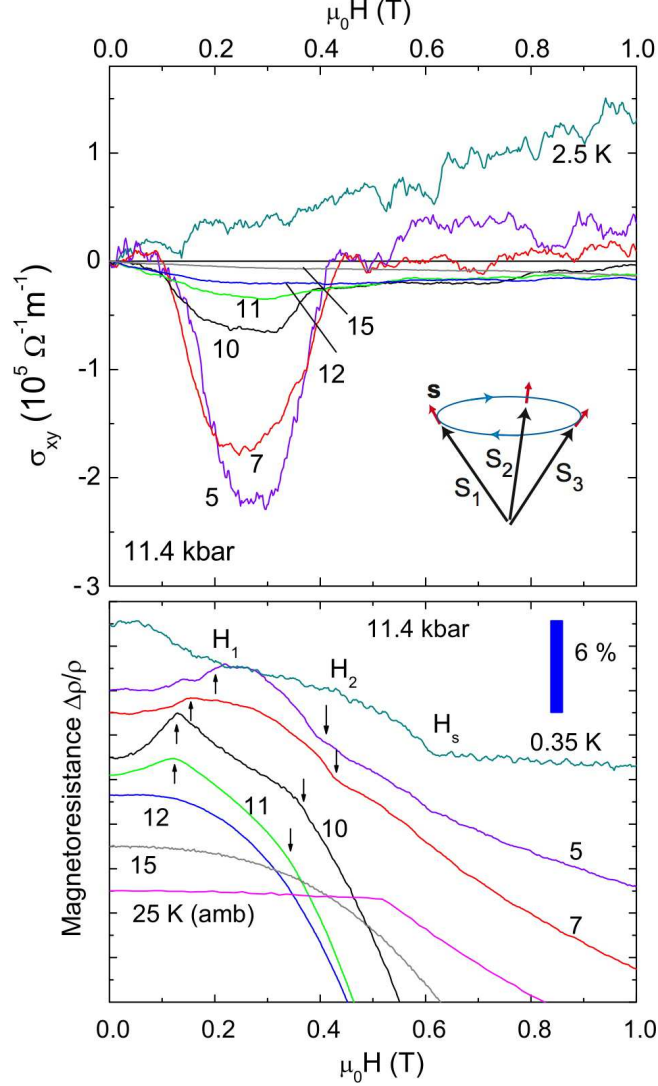 μ₀H (T)
0.0 0.2 0.4 0.6 0.8 1.0
1
0
-1
-2
-3
σxy (10⁵ Ω⁻¹m⁻¹)
2.5 K
15
11
12
10
7
5
s
S₁
S₂
S₃
11.4 kbar
11.4 kbar
6 %
H₁
H₂
Hs
0.35 K
12
11
10
15
5
25 K (amb)
7
Magnetoresistance Δρ/ρ
0.0 0.2 0.4 0.6 0.8 1.0
μ₀H (T)